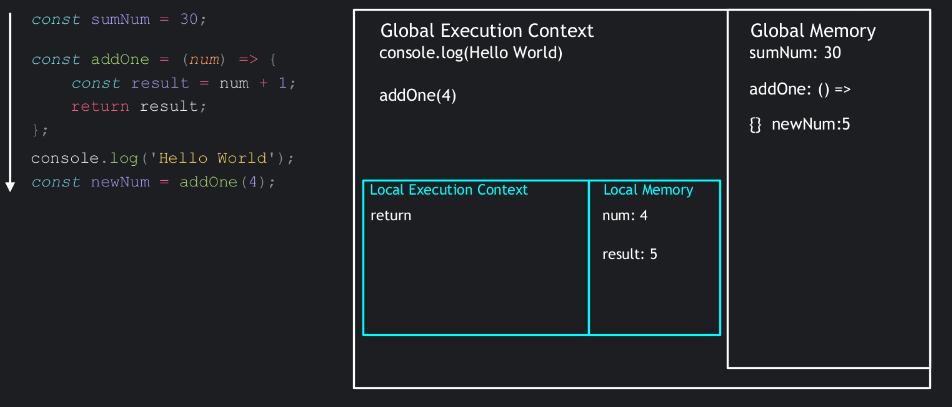 const sumNum = 30;
const addOne = (num) => {
const result = num + 1;
return result;
};
console.log('Hello World');
const newNum = addOne(4);
Global Execution Context
console.log(Hello World)
addOne(4)
Local Execution Context
return
Local Memory
num: 4
result: 5
Global Memory
sumNum: 30
addOne: () =>
{} newNum:5